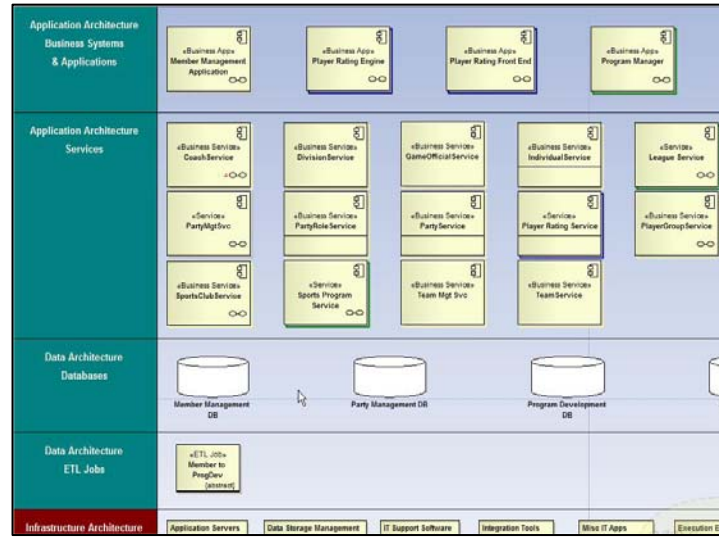 Application Architecture
Business Systems
& Applications
«Business App»
Member Management
Application
«Business App»
Player Rating Engine
«Business App»
Player Rating Front End
«Business App»
Program Manager
Application Architecture
Services
«Business Service»
CoashService
«Business Service»
DivisionService
«Business Service»
GameOfficialService
«Business Service»
IndividualService
«Service»
League Service
«Service»
PartyMgtSvc
«Business Service»
PartyRoleService
«Business Service»
PartyService
«Service»
Player Rating Service
«Business Service»
PlayerGroupService
«Business Service»
SportsClubService
«Service»
Sports Program
Service
«Business Service»
Team Mgt Svc
«Business Service»
TeamService
Data Architecture
Databases
Member Management
DB
Party Management DB
Program Development
DB
Data Architecture
ETL Jobs
«ETL Job»
Member to
ProgDev
{abstract}
Infrastructure Architecture
Application Servers
Data Storage Management
IT Support Software
Integration Tools
Misc IT Apps
Execution E